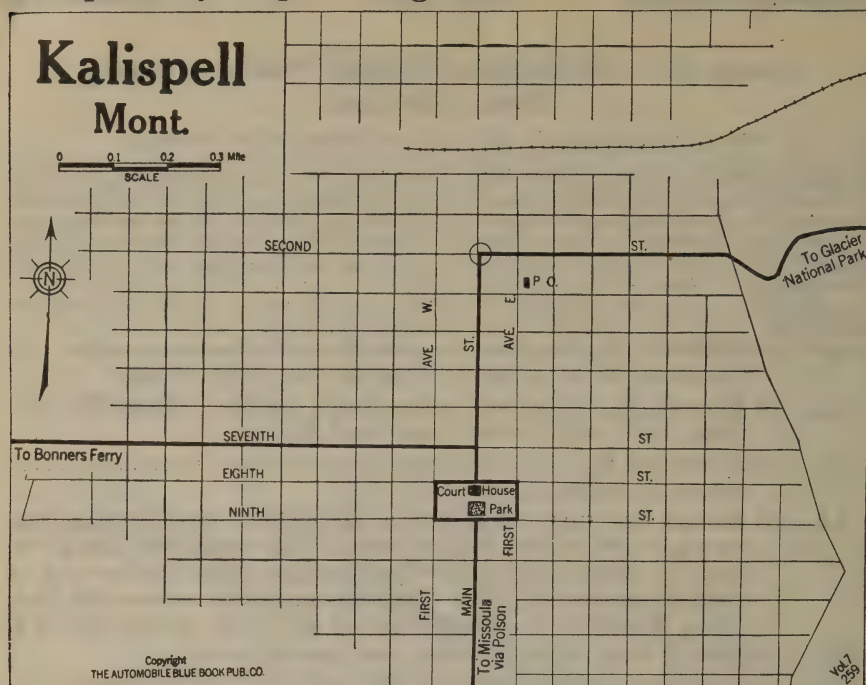 Kalispell
Mont.
0 0.1 0.2 0.3 Mile
SCALE
N
SECOND ST.
To Glacier
National Park
P. O.
AVE. W.
ST.
AVE. E.
SEVENTH ST
To Bonners Ferry
EIGHTH ST.
Court House
NINTH ST.
Park
FIRST
MAIN
FIRST
To Missoula
via Polson
Copyright
THE AUTOMOBILE BLUE BOOK PUB. CO.
Vol. 7
259